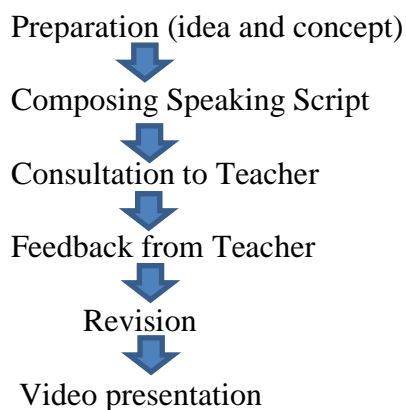 Preparation (idea and concept)
Composing Speaking Script
Consultation to Teacher
Feedback from Teacher
Revision
Video presentation